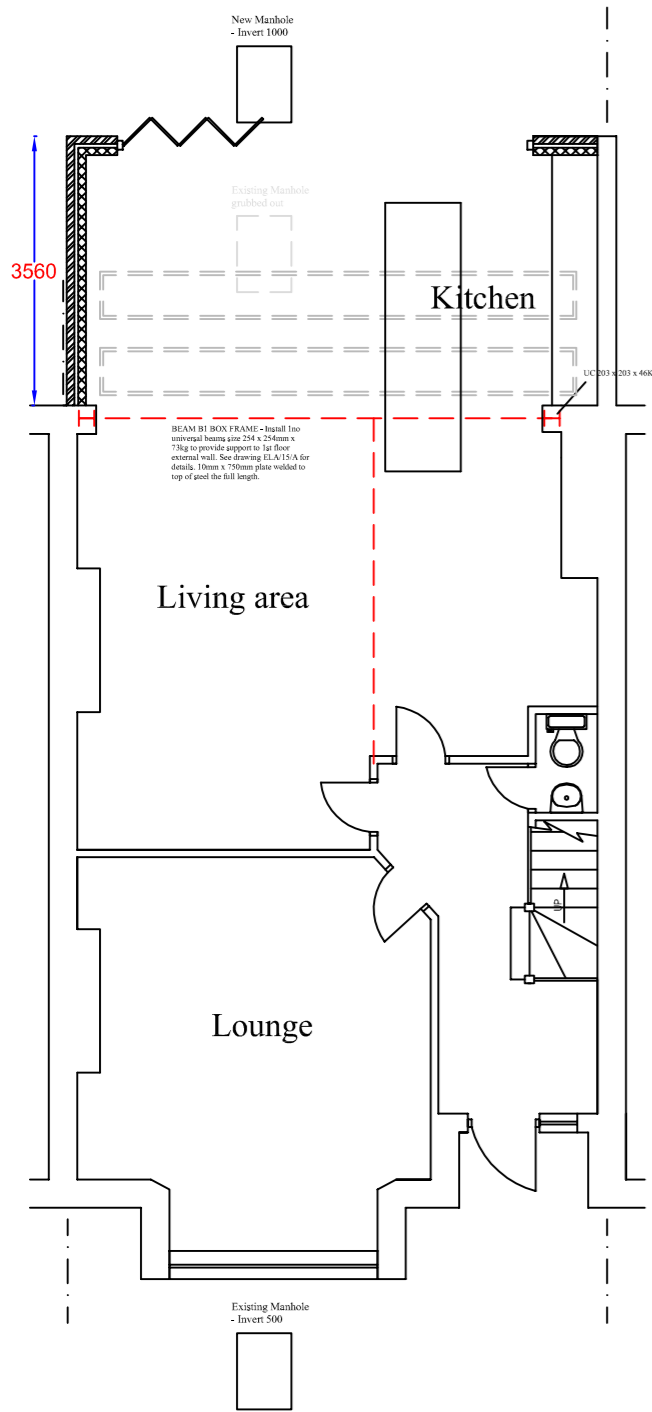 New Manhole
- Invert 1000
Existing Manhole
grubbed out
3560
Kitchen
UC 203 x 203 x 46K
BEAM B1 BOX FRAME - Install 1no
universal beams size 254 x 254mm x
73kg to provide support to 1st floor
external wall. See drawing ELA/15/A for
details. 10mm x 750mm plate welded to
top of steel the full length.
Living area
UP
Lounge
Existing Manhole
- Invert 500